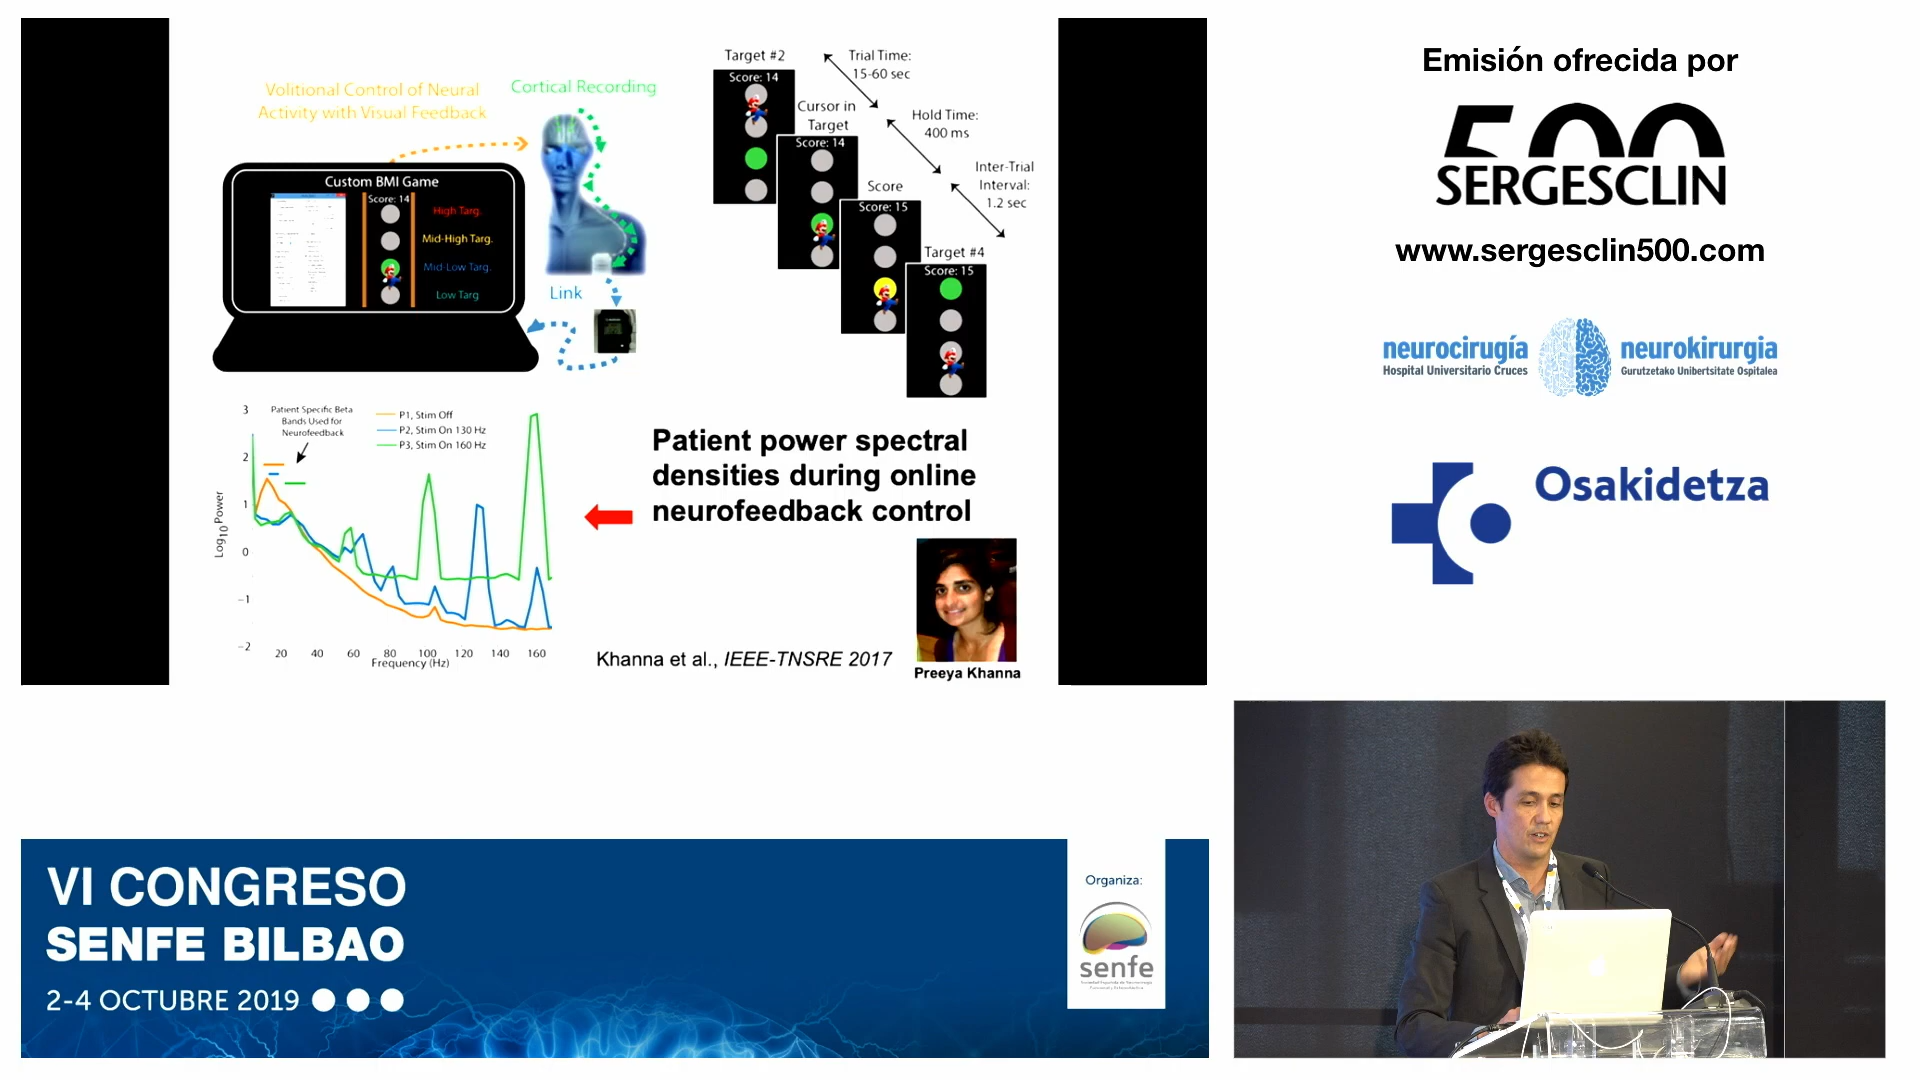 Volitional Control of Neural
Activity with Visual Feedback
Cortical Recording
Custom BMI Game
Score: 14
High Targ.
Mid-High Targ.
Mid-Low Targ.
Low Targ
Link
Target #2
Score: 14
Cursor in
Target
Score: 14
Score
Score: 15
Target #4
Score: 15
Trial Time:
15-60 sec
Hold Time:
400 ms
Inter-Trial
Interval:
1.2 sec
Patient Specific Beta
Bands Used for
Neurofeedback
P1, Stim Off
P2, Stim On 130 Hz
P3, Stim On 160 Hz
Log10 Power
3
2
1
0
-1
-2
20 40 60 80 100 120 140 160
Frequency (Hz)
Patient power spectral
densities during online
neurofeedback control
Khanna et al., IEEE-TNSRE 2017
Preeya Khanna
Emisión ofrecida por
500
SERGESCLIN
www.sergesclin500.com
neurocirugía
Hospital Universitario Cruces
neurokirurgia
Gurutzetako Unibertsitate Ospitalea
Osakidetza
VI CONGRESO
SENFE BILBAO
2-4 OCTUBRE 2019
Organiza:
senfe